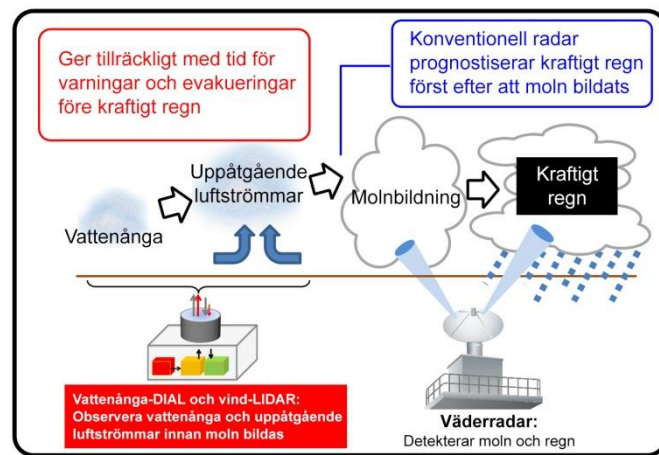 Ger tillräckligt med tid för
varningar och evakueringar
före kraftigt regn
Konventionell radar
prognostiserar kraftigt regn
först efter att moln bildats
Vattenånga
Uppåtgående
luftströmmar
Molnbildning
Kraftigt
regn
Vattenånga-DIAL och vind-LIDAR:
Observera vattenånga och uppåtgående
luftströmmar innan moln bildas
Väderradar:
Detekterar moln och regn